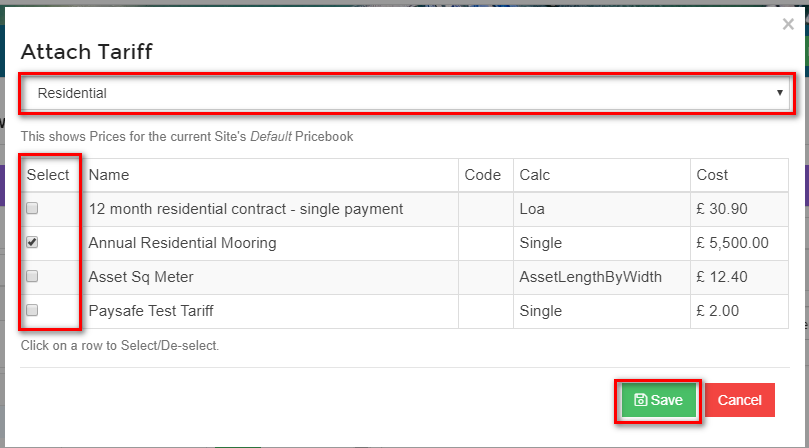 ×
Attach Tariff
Residential
This shows Prices for the current Site's Default Pricebook
Select Name Code Calc Cost
12 month residential contract - single payment Loa £ 30.90
Annual Residential Mooring Single £ 5,500.00
Asset Sq Meter AssetLengthByWidth £ 12.40
Paysafe Test Tariff Single £ 2.00
Click on a row to Select/De-select.
Save Cancel